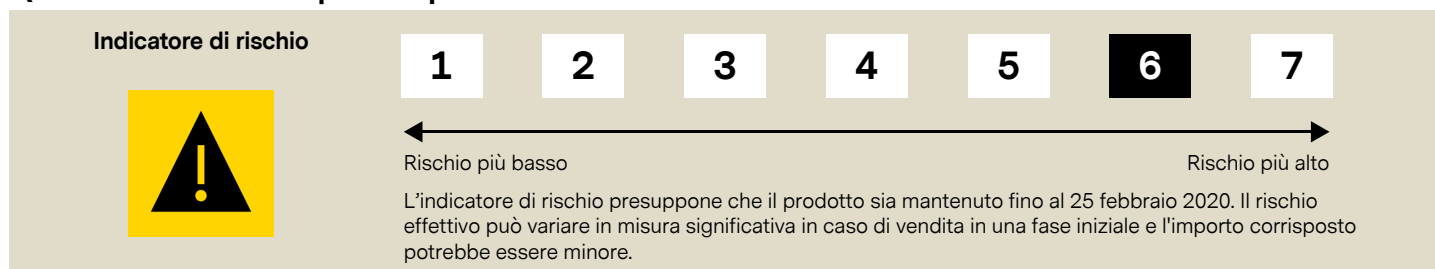 Indicatore di rischio
1 2 3 4 5 6 7
Rischio più basso Rischio più alto
L'indicatore di rischio presuppone che il prodotto sia mantenuto fino al 25 febbraio 2020. Il rischio
effettivo può variare in misura significativa in caso di vendita in una fase iniziale e l'importo corrisposto
potrebbe essere minore.